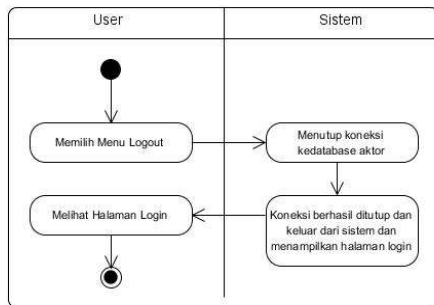 User
Sistem
Memilih Menu Logout
Menutup koneksi
kedatabase aktor
Melihat Halaman Login
Koneksi berhasil ditutup dan
keluar dari sistem dan
menampilkan halaman login